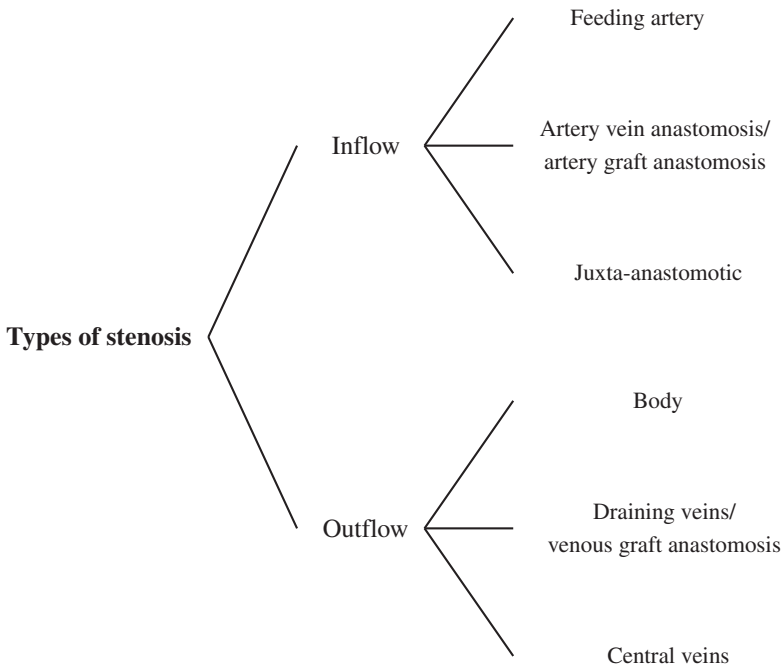 Feeding artery
Artery vein anastomosis/
artery graft anastomosis
Inflow
Juxta-anastomotic
Types of stenosis
Body
Draining veins/
venous graft anastomosis
Outflow
Central veins